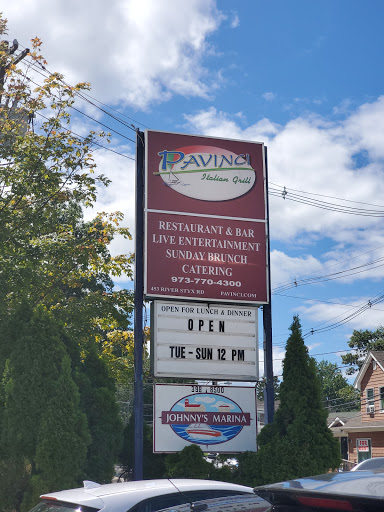 PAVINCI
Italian Grill
RESTAURANT & BAR
LIVE ENTERTAINMENT
SUNDAY BRUNCH
CATERING
973-770-4300
453 RIVER STYX RD PAVINCI.COM
OPEN FOR LUNCH & DINNER
OPEN
TUE - SUN 12 PM
JOHNNY'S MARINA